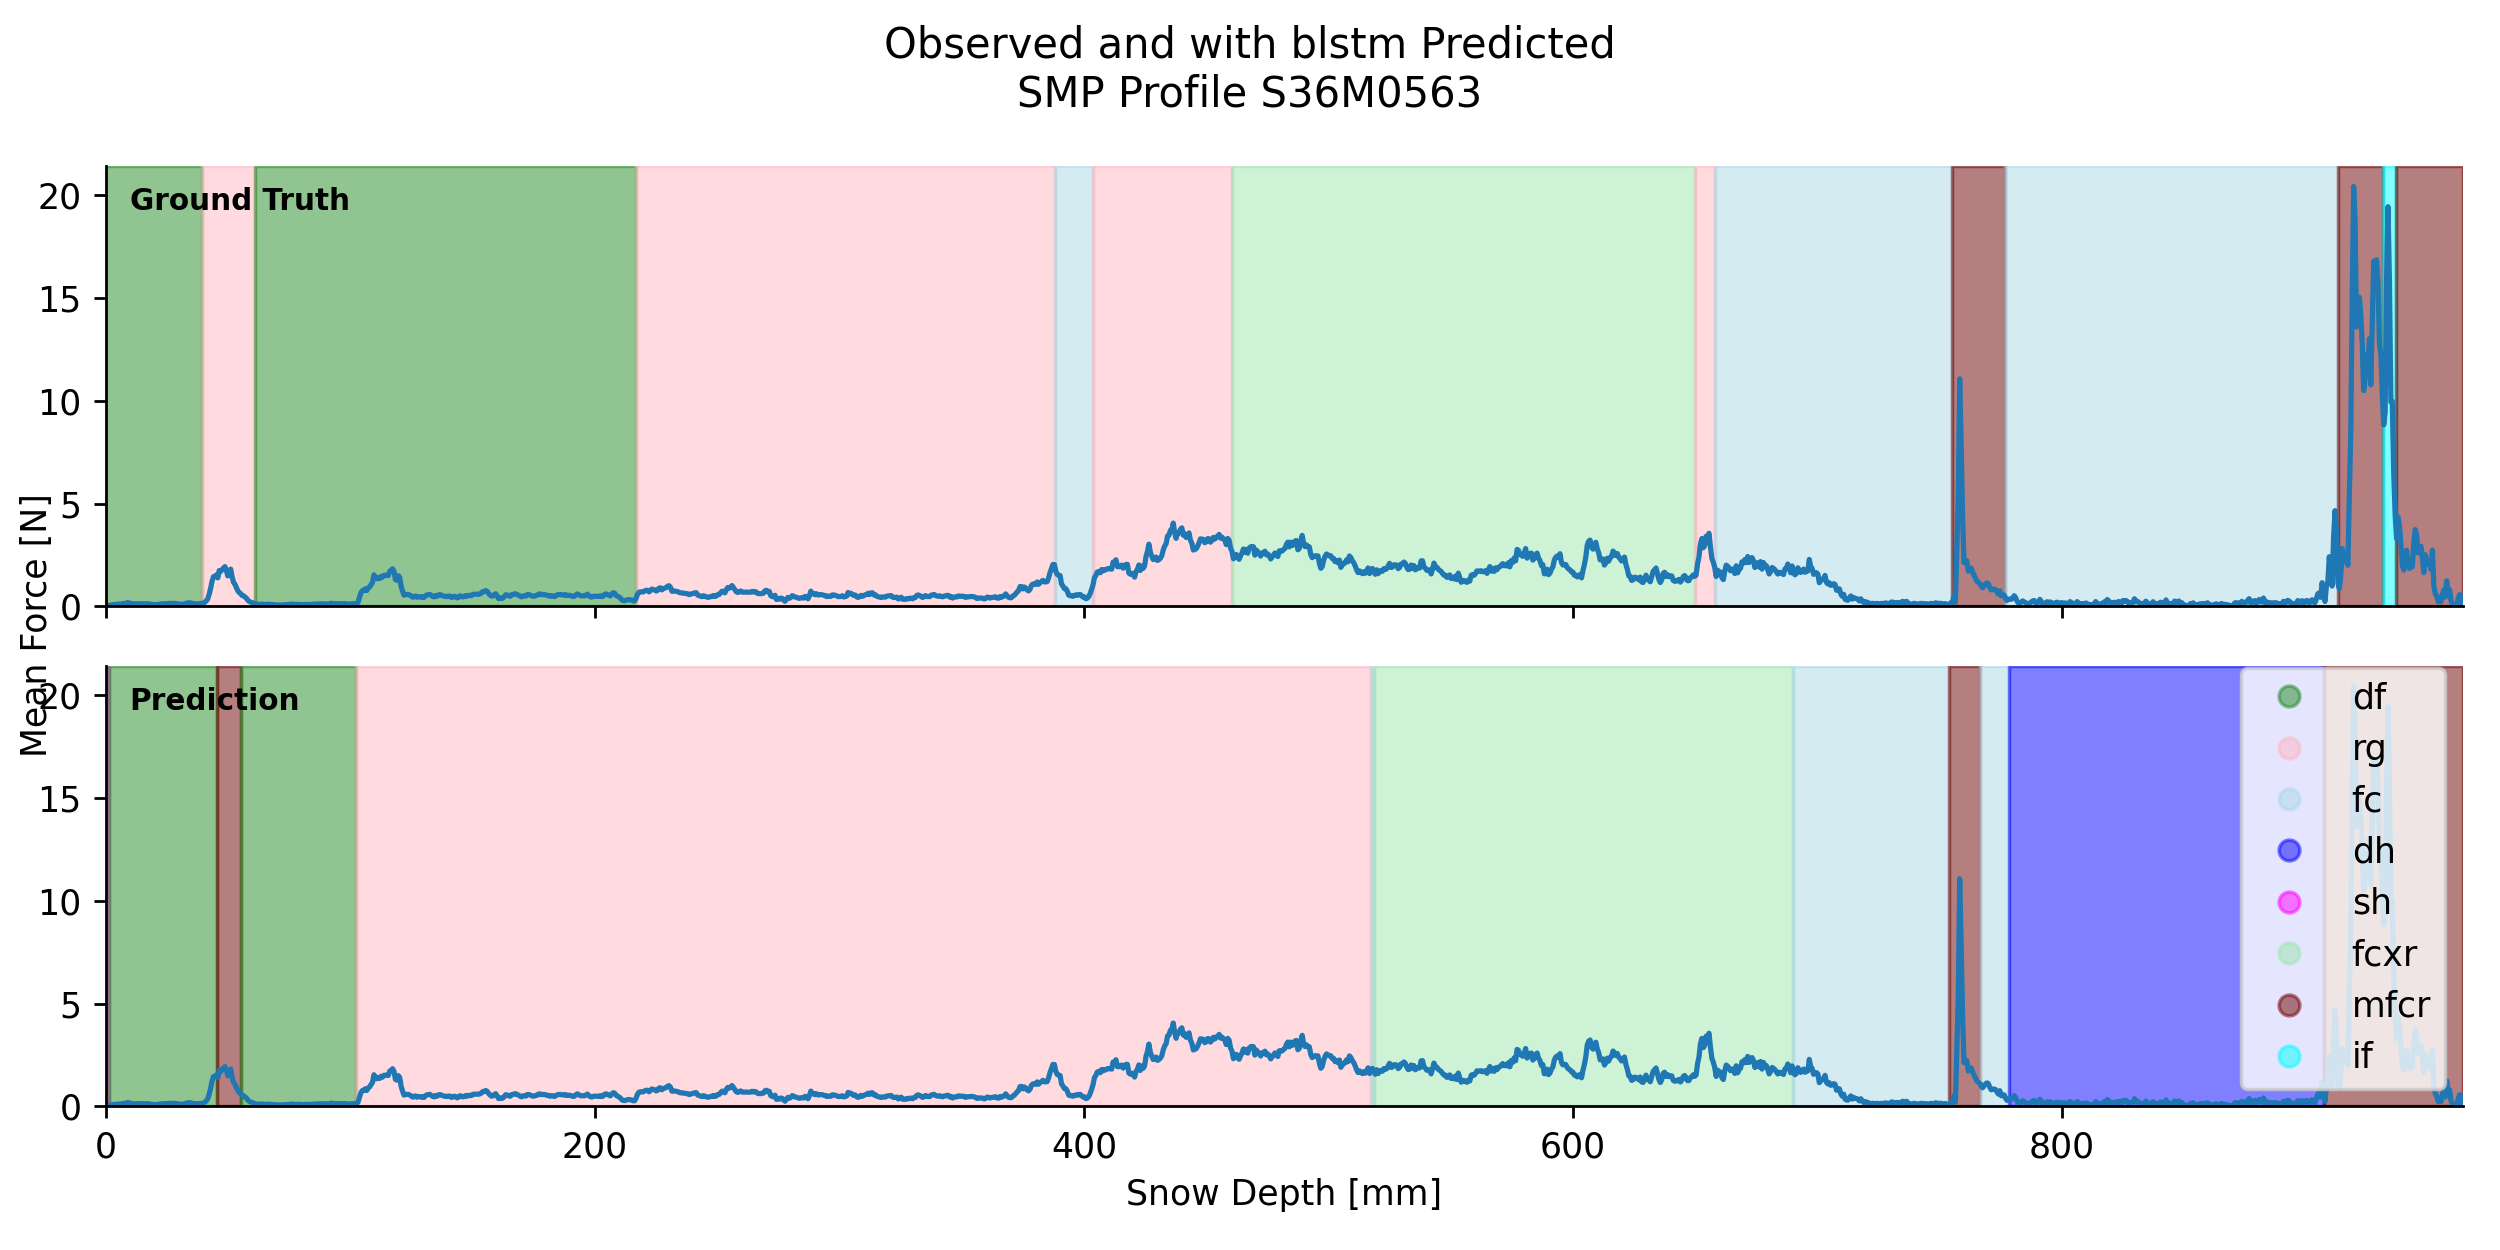 Observed and with blstm Predicted
SMP Profile S36M0563
Ground Truth
20
15
10
5
0
Mean Force [N]
Prediction
20
15
10
5
0
df
rg
fc
dh
sh
fcxr
mfcr
if
0 200 400 600 800
Snow Depth [mm]